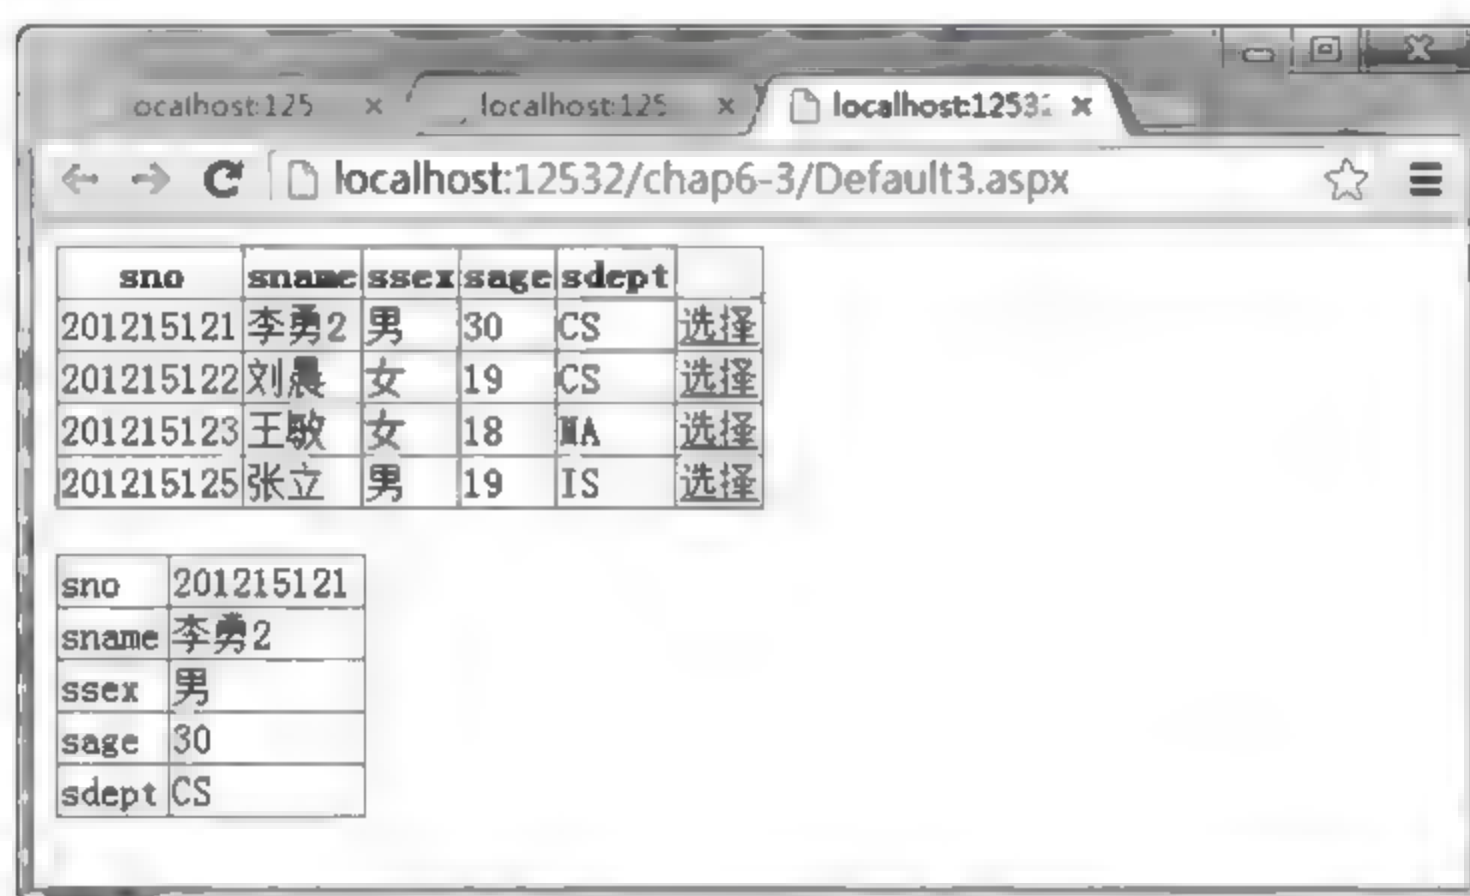 ocalhost:125 × localhost:125 × localhost:12532 ×
localhost:12532/chap6-3/Default3.aspx
sno sname ssex sage sdept
201215121 李勇2 男 30 CS 选择
201215122 刘晨 女 19 CS 选择
201215123 王敏 女 18 MA 选择
201215125 张立 男 19 IS 选择
sno 201215121
sname 李勇2
ssex 男
sage 30
sdept CS